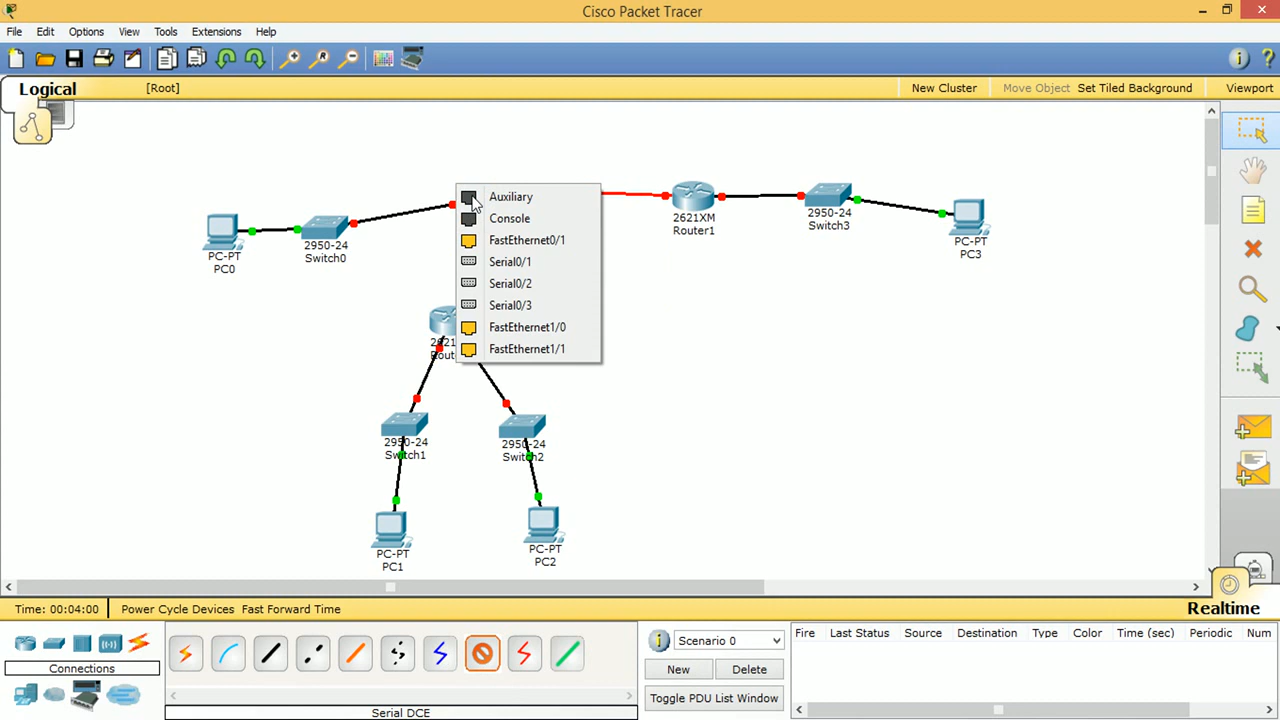 Cisco Packet Tracer
File Edit Options View Tools Extensions Help
Logical
[Root]
New Cluster
Move Object
Set Tiled Background
Viewport
Auxiliary
Console
FastEthernet0/1
Serial0/1
Serial0/2
Serial0/3
FastEthernet1/0
FastEthernet1/1
PC-PT
PC0
2950-24
Switch0
2621XM
Router1
2950-24
Switch3
PC-PT
PC3
2950-24
Switch1
2950-24
Switch2
PC-PT
PC1
PC-PT
PC2
Time: 00:04:00
Power Cycle Devices Fast Forward Time
Realtime
Connections
Serial DCE
Scenario 0
New
Delete
Toggle PDU List Window
Fire Last Status Source Destination Type Color Time (sec) Periodic Num